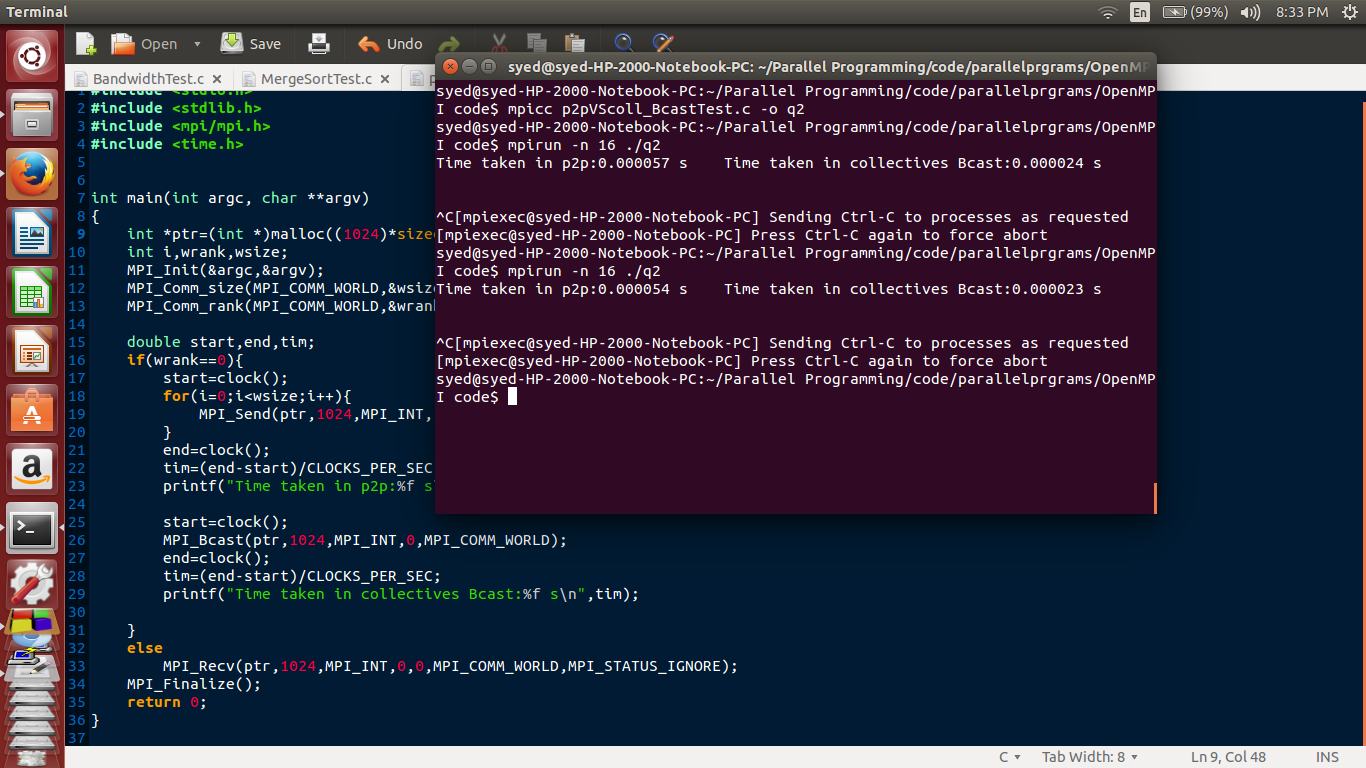 Terminal
En
(99%)
8:33 PM
Open
Save
Undo
BandwidthTest.c ×
MergeSortTest.c ×
p
1 #include <stdio.h>
2 #include <stdlib.h>
3 #include <mpi/mpi.h>
4 #include <time.h>
5
6
7 int main(int argc, char **argv)
8 {
9 int *ptr=(int *)malloc((1024)*size
10 int i,wrank,wsize;
11 MPI_Init(&argc,&argv);
12 MPI_Comm_size(MPI_COMM_WORLD,&wsiz
13 MPI_Comm_rank(MPI_COMM_WORLD,&wran
14
15 double start,end,tim;
16 if(wrank==0){
17 start=clock();
18 for(i=0;i<wsize;i++){
19 MPI_Send(ptr,1024,MPI_INT,
20 }
21 end=clock();
22 tim=(end-start)/CLOCKS_PER_SEC
23 printf("Time taken in p2p:%f s
24
25 start=clock();
26 MPI_Bcast(ptr,1024,MPI_INT,0,MPI_COMM_WORLD);
27 end=clock();
28 tim=(end-start)/CLOCKS_PER_SEC;
29 printf("Time taken in collectives Bcast:%f s\n",tim);
30
31 }
32 else
33 MPI_Recv(ptr,1024,MPI_INT,0,0,MPI_COMM_WORLD,MPI_STATUS_IGNORE);
34 MPI_Finalize();
35 return 0;
36 }
37
syed@syed-HP-2000-Notebook-PC: ~/Parallel Programming/code/parallelprgrams/OpenMP
syed@syed-HP-2000-Notebook-PC:~/Parallel Programming/code/parallelprgrams/OpenMP
I code$ mpicc p2pVScoll_BcastTest.c -o q2
syed@syed-HP-2000-Notebook-PC:~/Parallel Programming/code/parallelprgrams/OpenMP
I code$ mpirun -n 16 ./q2
Time taken in p2p:0.000057 s    Time taken in collectives Bcast:0.000024 s
^C[mpiexec@syed-HP-2000-Notebook-PC] Sending Ctrl-C to processes as requested
[mpiexec@syed-HP-2000-Notebook-PC] Press Ctrl-C again to force abort
syed@syed-HP-2000-Notebook-PC:~/Parallel Programming/code/parallelprgrams/OpenMP
I code$ mpirun -n 16 ./q2
Time taken in p2p:0.000054 s    Time taken in collectives Bcast:0.000023 s
^C[mpiexec@syed-HP-2000-Notebook-PC] Sending Ctrl-C to processes as requested
[mpiexec@syed-HP-2000-Notebook-PC] Press Ctrl-C again to force abort
syed@syed-HP-2000-Notebook-PC:~/Parallel Programming/code/parallelprgrams/OpenMP
I code$
C
Tab Width: 8
Ln 9, Col 48
INS